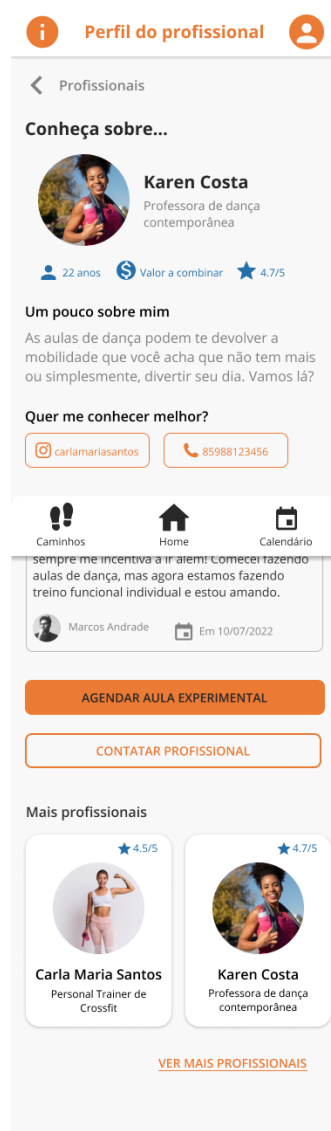 Perfil do profissional
Profissionais
Conheça sobre...
Karen Costa
Professora de dança
contemporânea
22 anos
Valor a combinar
4.7/5
Um pouco sobre mim
As aulas de dança podem te devolver a
mobilidade que você acha que não tem mais
ou simplesmente, divertir seu dia. Vamos lá?
Quer me conhecer melhor?
carlamariasantos
85988123456
Caminhos
Home
Calendário
sempre me incentiva a ir além! Comecei fazendo
aulas de dança, mas agora estamos fazendo
treino funcional individual e estou amando.
Marcos Andrade
Em 10/07/2022
AGENDAR AULA EXPERIMENTAL
CONTATAR PROFISSIONAL
Mais profissionais
4.5/5
Carla Maria Santos
Personal Trainer de
Crossfit
4.7/5
Karen Costa
Professora de dança
contemporânea
VER MAIS PROFISSIONAIS